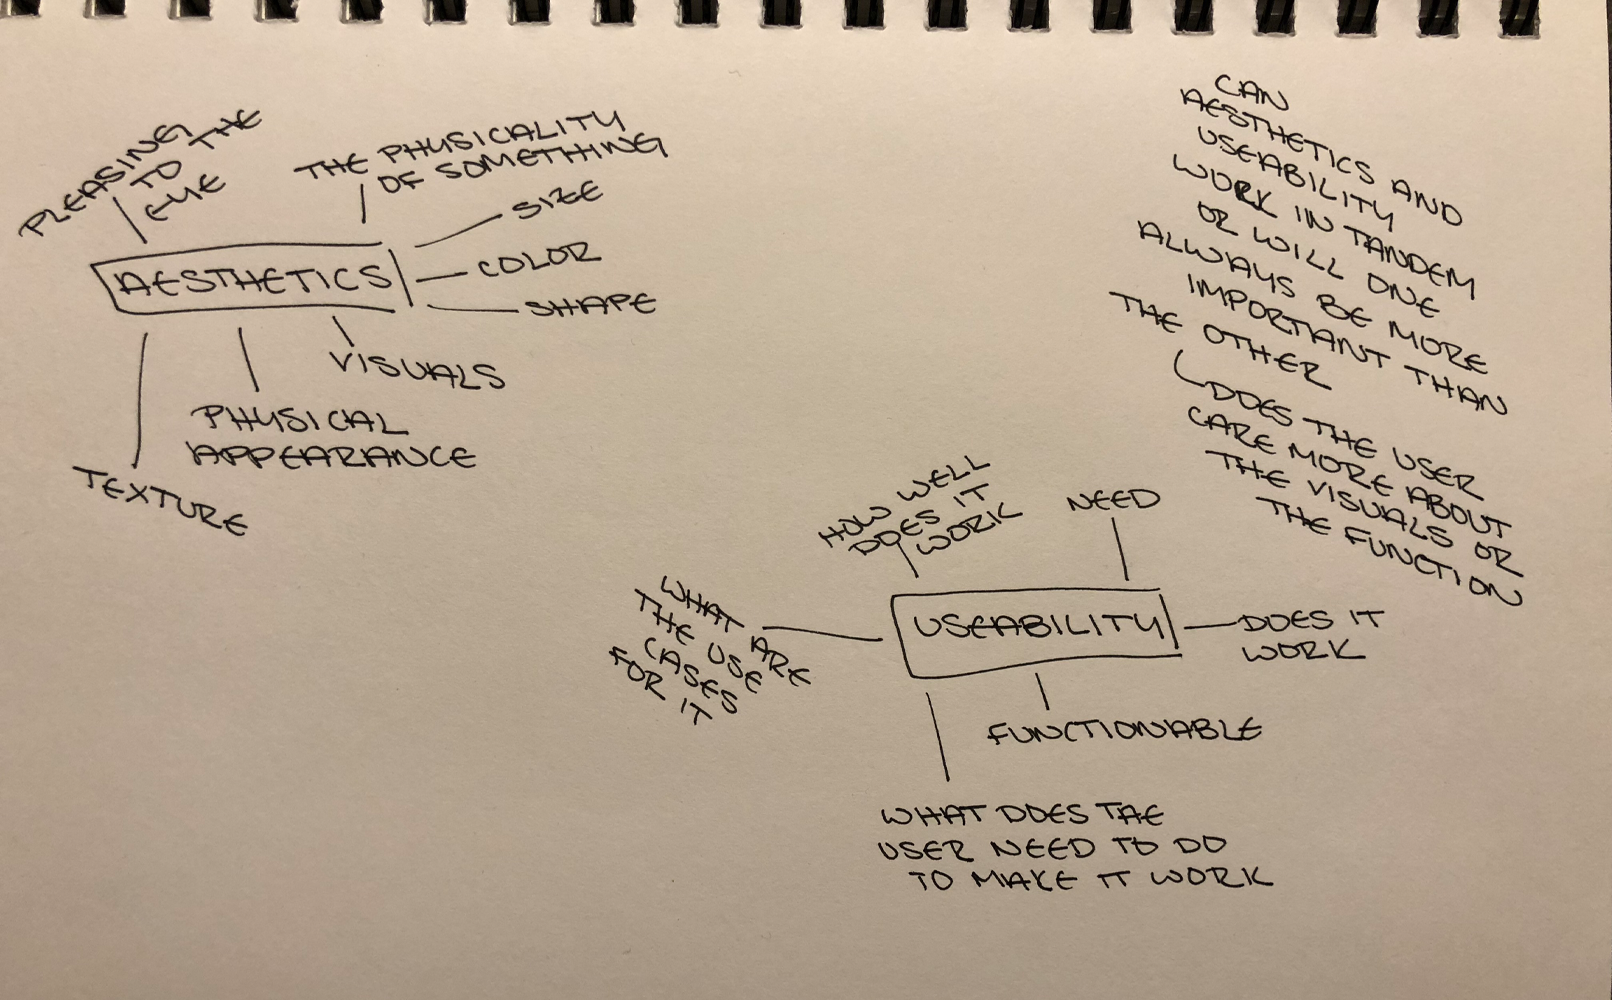 PLEASING
TO THE
EYE
THE PHYSICALITY
OF SOMETHING
SIZE
COLOR
SHAPE
AESTHETICS
VISUALS
PHYSICAL
APPEARANCE
TEXTURE
CAN
AESTHETICS AND
USEABILITY
WORK IN TANDEM
OR WILL ONE
ALWAYS BE MORE
IMPORTANT THAN
THE OTHER
DOES THE USER
CARE MORE ABOUT
THE VISUALS OR
THE FUNCTION
HOW WELL
DOES IT
WORK
NEED
WHAT ARE
THE USE
CASES
FOR IT
USEABILITY
DOES IT
WORK
FUNCTIONABLE
WHAT DOES THE
USER NEED TO DO
TO MAKE IT WORK